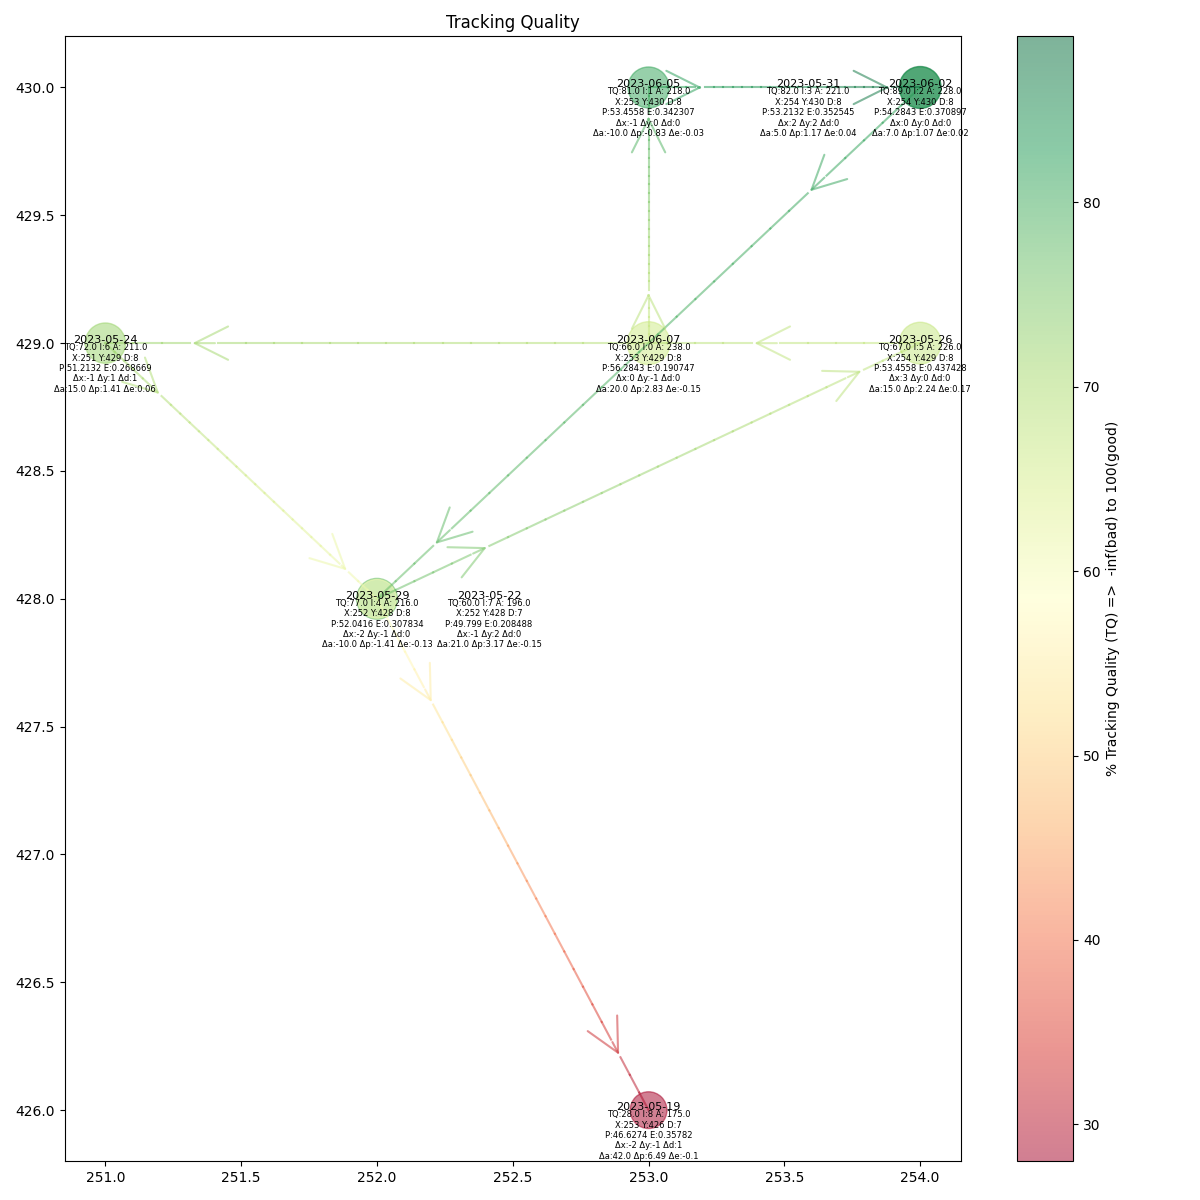 Tracking Quality
430.0
429.5
429.0
428.5
428.0
427.5
427.0
426.5
426.0
2023-06-05
TQ:81.0 I:1 A: 218.0
X:253 Y:430 D:8
P:53.4558 E:0.342307
Δx:-1 Δy:0 Δd:0
Δa:-10.0 Δp:-0.83 Δe:-0.03
2023-05-31
TQ:82.0 I:3 A: 221.0
X:254 Y:430 D:8
P:53.2132 E:0.352545
Δx:2 Δy:2 Δd:0
Δa:5.0 Δp:1.17 Δe:0.04
2023-06-02
TQ:89.0 I:2 A: 228.0
X:254 Y:430 D:8
P:54.2843 E:0.370897
Δx:0 Δy:0 Δd:0
Δa:7.0 Δp:1.07 Δe:0.02
2023-05-24
TQ:72.0 I:6 A: 211.0
X:251 Y:429 D:8
P:51.2132 E:0.268669
Δx:-1 Δy:1 Δd:1
Δa:15.0 Δp:1.41 Δe:0.06
2023-06-07
TQ:66.0 I:0 A: 238.0
X:253 Y:429 D:8
P:56.2843 E:0.190747
Δx:0 Δy:-1 Δd:0
Δa:20.0 Δp:2.83 Δe:-0.15
2023-05-26
TQ:67.0 I:5 A: 226.0
X:254 Y:429 D:8
P:53.4558 E:0.437428
Δx:3 Δy:0 Δd:0
Δa:15.0 Δp:2.24 Δe:0.17
2023-05-29
TQ:77.0 I:4 A: 216.0
X:252 Y:428 D:8
P:52.0416 E:0.307834
Δx:-2 Δy:-1 Δd:0
Δa:-10.0 Δp:-1.41 Δe:-0.13
2023-05-22
TQ:60.0 I:7 A: 196.0
X:252 Y:428 D:7
P:49.799 E:0.208488
Δx:-1 Δy:2 Δd:0
Δa:21.0 Δp:3.17 Δe:-0.15
2023-05-19
TQ:28.0 I:8 A: 175.0
X:253 Y:426 D:7
P:46.6274 E:0.35782
Δx:-2 Δy:-1 Δd:1
Δa:42.0 Δp:6.49 Δe:-0.1
251.0
251.5
252.0
252.5
253.0
253.5
254.0
80
70
60
50
40
30
% Tracking Quality (TQ) => -inf(bad) to 100(good)